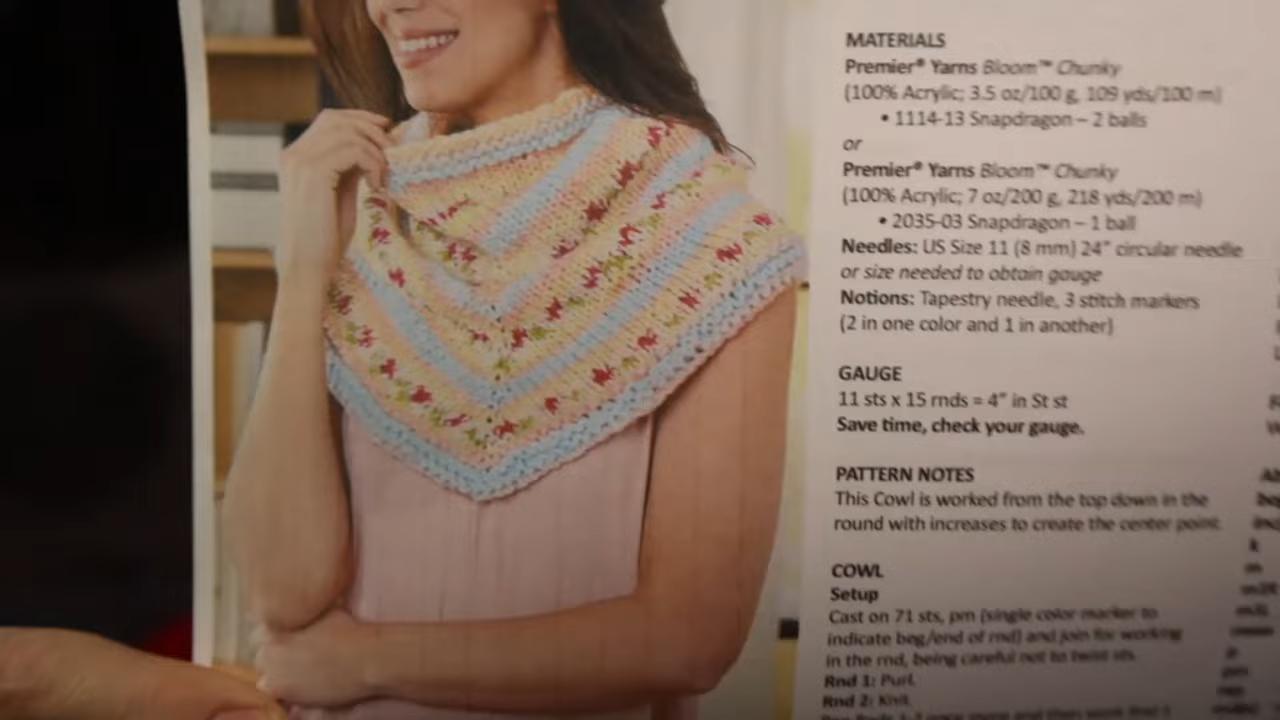 MATERIALS
Premier® Yarns Bloom™ Chunky
(100% Acrylic; 3.5 oz/100 g, 109 yds/100 m)
• 1114-13 Snapdragon – 2 balls
or
Premier® Yarns Bloom™ Chunky
(100% Acrylic; 7 oz/200 g, 218 yds/200 m)
• 2035-03 Snapdragon – 1 ball
Needles: US Size 11 (8 mm) 24" circular needle
or size needed to obtain gauge
Notions: Tapestry needle, 3 stitch markers
(2 in one color and 1 in another)
GAUGE
11 sts x 15 rnds = 4" in St st
Save time, check your gauge.
PATTERN NOTES
This Cowl is worked from the top down in the
round with increases to create the center point.
COWL
Setup
Cast on 71 sts, pm (single color marker to
indicate beg/end of rnd) and join for working
in the rnd, being careful not to twist sts.
Rnd 1: Purl.
Rnd 2: Knit.